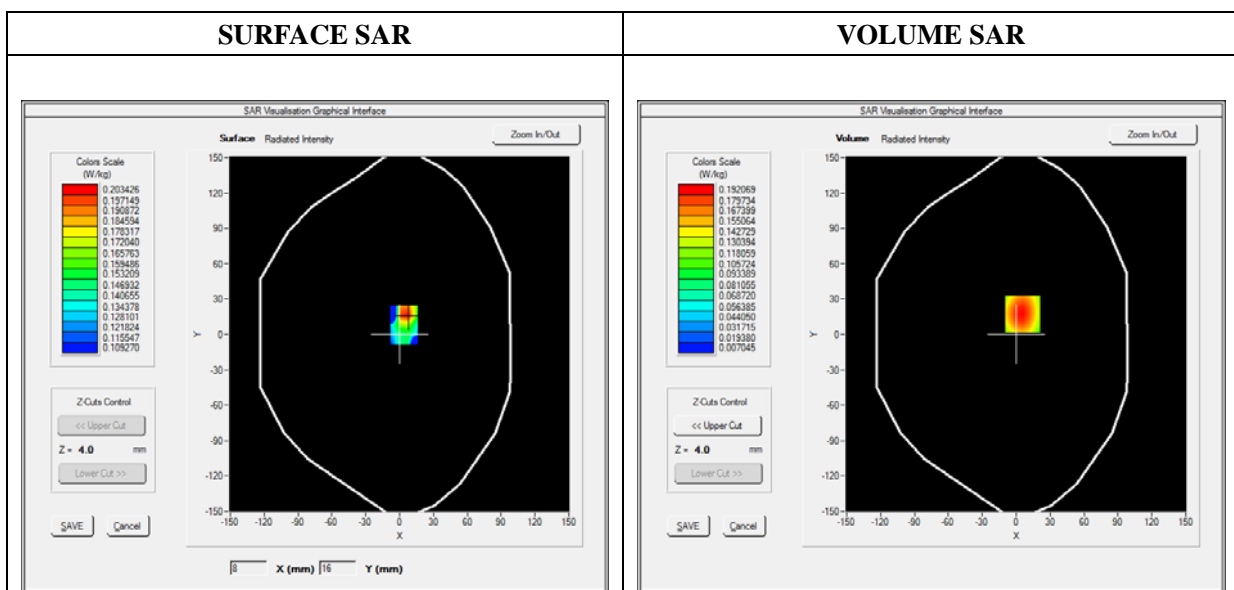 SURFACE SAR
VOLUME SAR
SAR Visualisation Graphical Interface
Surface Radiated Intensity
Zoom In/Out
Colors Scale
(W/kg)
0.203426
0.197149
0.190872
0.184594
0.178317
0.172040
0.165763
0.159486
0.153209
0.146932
0.140655
0.134378
0.128101
0.121824
0.115547
0.109270
Z-Cuts Control
<< Upper Cut
Z = 4.0 mm
Lower Cut >>
SAVE Cancel
150
120
90
60
30
0
-30
-60
-90
-120
-150
Y
-150 -120 -90 -60 -30 0 30 60 90 120 150
X
8 X (mm) 16 Y (mm)
SAR Visualisation Graphical Interface
Volume Radiated Intensity
Zoom In/Out
Colors Scale
(W/kg)
0.192069
0.179734
0.167399
0.155064
0.142729
0.130394
0.118059
0.105724
0.093389
0.081055
0.068720
0.056385
0.044050
0.031715
0.019380
0.007045
Z-Cuts Control
<< Upper Cut
Z = 4.0 mm
Lower Cut >>
SAVE Cancel
150
120
90
60
30
0
-30
-60
-90
-120
-150
Y
-150 -120 -90 -60 -30 0 30 60 90 120 150
X